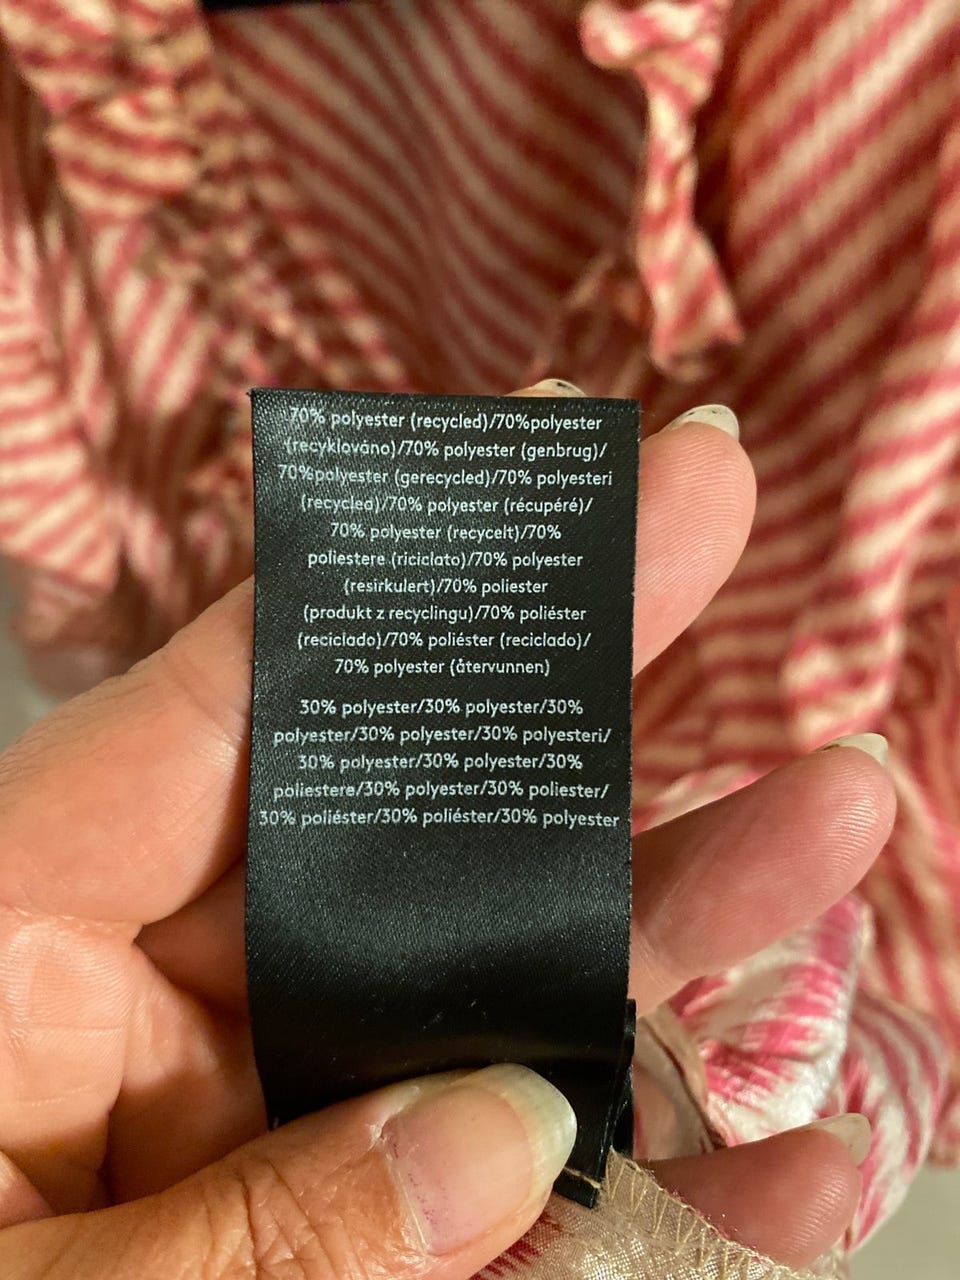 70% polyester (recycled)/70%polyester
(recyklováno)/70% polyester (genbrug)/
70%polyester (gerecycled)/70% polyesteri
(recycled)/70% polyester (récupéré)/
70% polyester (recycelt)/70%
poliestere (riciclato)/70% polyester
(resirkulert)/70% poliester
(produkt z recyclingu)/70% poliéster
(reciclado)/70% poliéster (reciclado)/
70% polyester (återvunnen)
30% polyester/30% polyester/30%
polyester/30% polyester/30% polyesteri/
30% polyester/30% polyester/30%
poliestere/30% polyester/30% poliester/
30% poliéster/30% poliéster/30% polyester